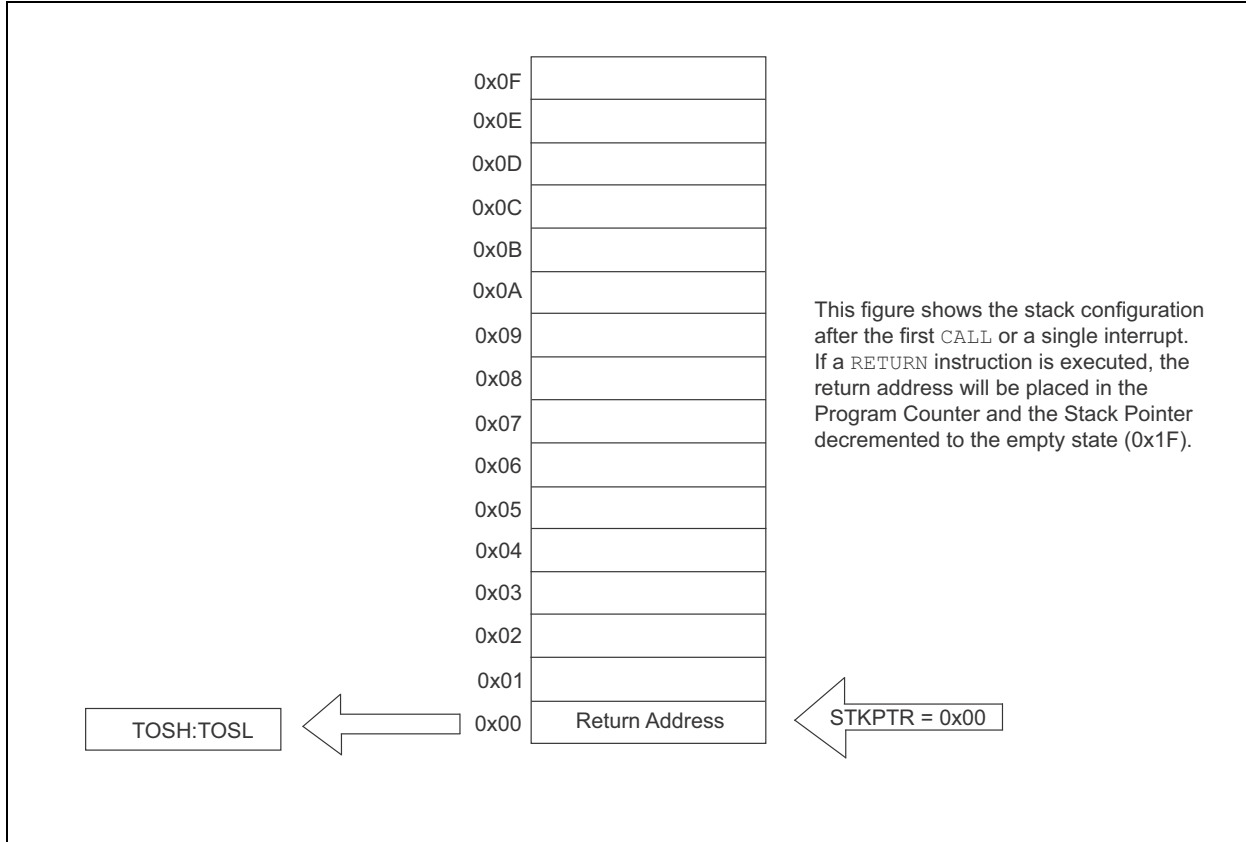 0x0F
0x0E
0x0D
0x0C
0x0B
0x0A
0x09
0x08
0x07
0x06
0x05
0x04
0x03
0x02
0x01
TOSH:TOSL
0x00
Return Address
STKPTR = 0x00
This figure shows the stack configuration
after the first CALL or a single interrupt.
If a RETURN instruction is executed, the
return address will be placed in the
Program Counter and the Stack Pointer
decremented to the empty state (0x1F).